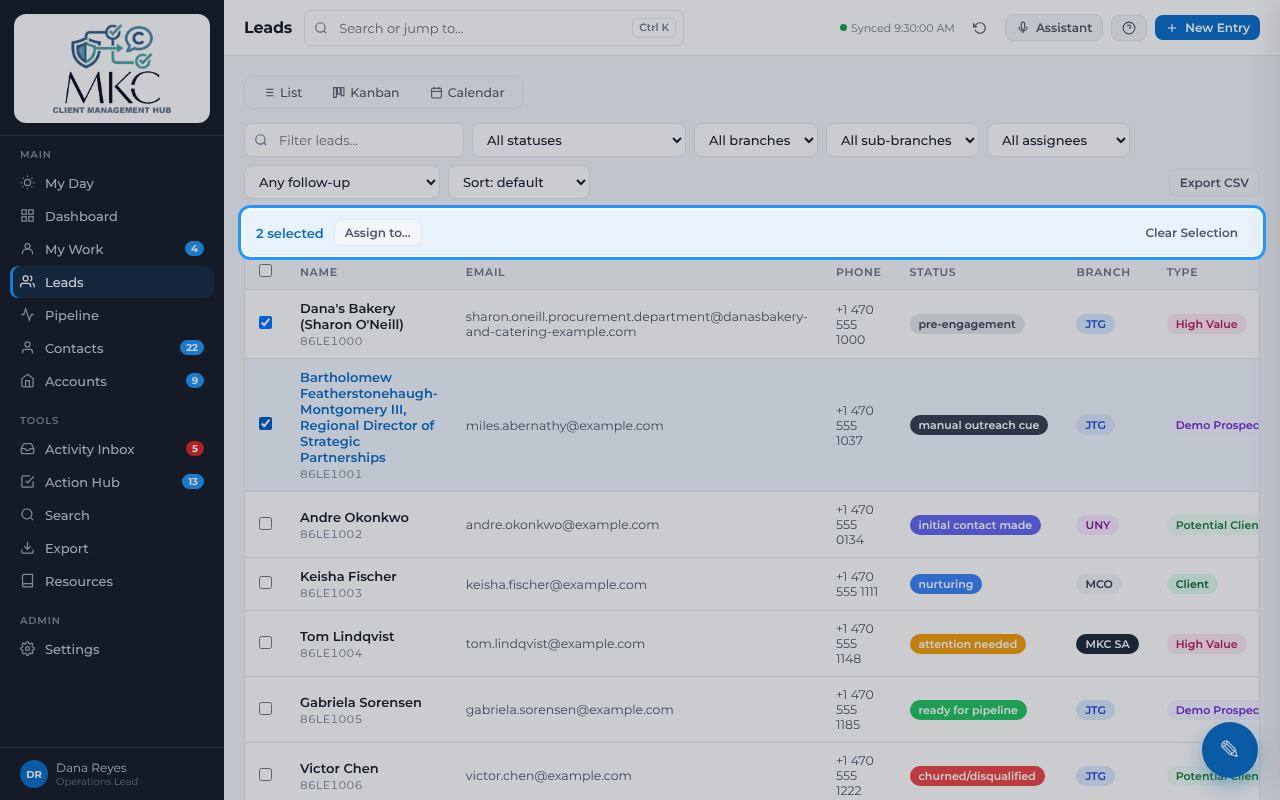 MKC
CLIENT MANAGEMENT HUB
MAIN
My Day
Dashboard
My Work 4
Leads
Pipeline
Contacts 22
Accounts 9
TOOLS
Activity Inbox 5
Action Hub 13
Search
Export
Resources
ADMIN
Settings
DR
Dana Reyes
Operations Lead
Leads
Search or jump to...
Ctrl K
Synced 9:30:00 AM
Assistant
New Entry
List
Kanban
Calendar
Filter leads...
All statuses
All branches
All sub-branches
All assignees
Any follow-up
Sort: default
Export CSV
2 selected
Assign to...
Clear Selection
NAME EMAIL PHONE STATUS BRANCH TYPE
Dana's Bakery
(Sharon O'Neill)
86LE1000
sharon.oneill.procurement.department@danasbakery-
and-catering-example.com
+1 470
555
1000
pre-engagement
JTG
High Value
Bartholomew
Featherstonehaugh-
Montgomery III,
Regional Director of
Strategic
Partnerships
86LE1001
miles.abernathy@example.com
+1 470
555
1037
manual outreach cue
JTG
Demo Prospec
Andre Okonkwo
86LE1002
andre.okonkwo@example.com
+1 470
555
0134
initial contact made
UNY
Potential Clien
Keisha Fischer
86LE1003
keisha.fischer@example.com
+1 470
555 1111
nurturing
MCO
Client
Tom Lindqvist
86LE1004
tom.lindqvist@example.com
+1 470
555
1148
attention needed
MKC SA
High Value
Gabriela Sorensen
86LE1005
gabriela.sorensen@example.com
+1 470
555
1185
ready for pipeline
JTG
Demo Prospec
Victor Chen
86LE1006
victor.chen@example.com
+1 470
555
1222
churned/disqualified
JTG
Potential Clien